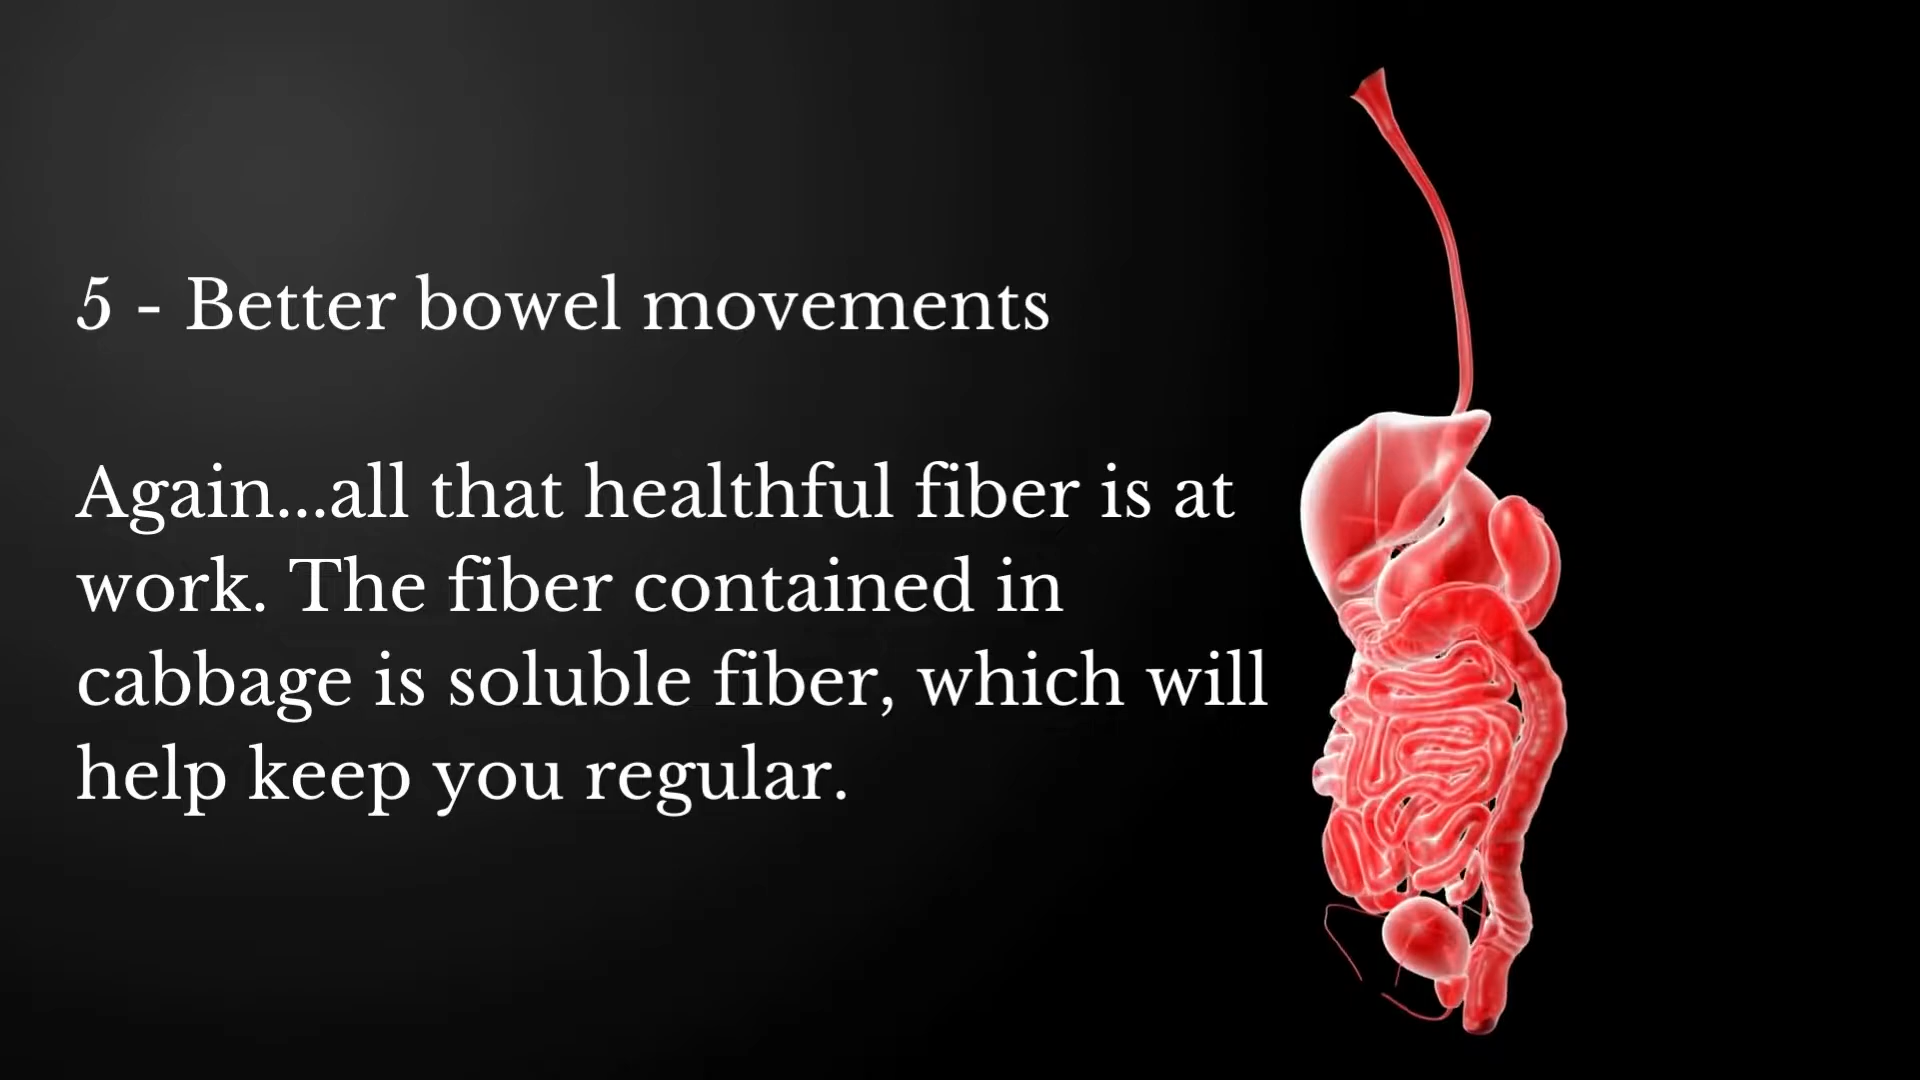 5 - Better bowel movements
Again...all that healthful fiber is at
work. The fiber contained in
cabbage is soluble fiber, which will
help keep you regular.